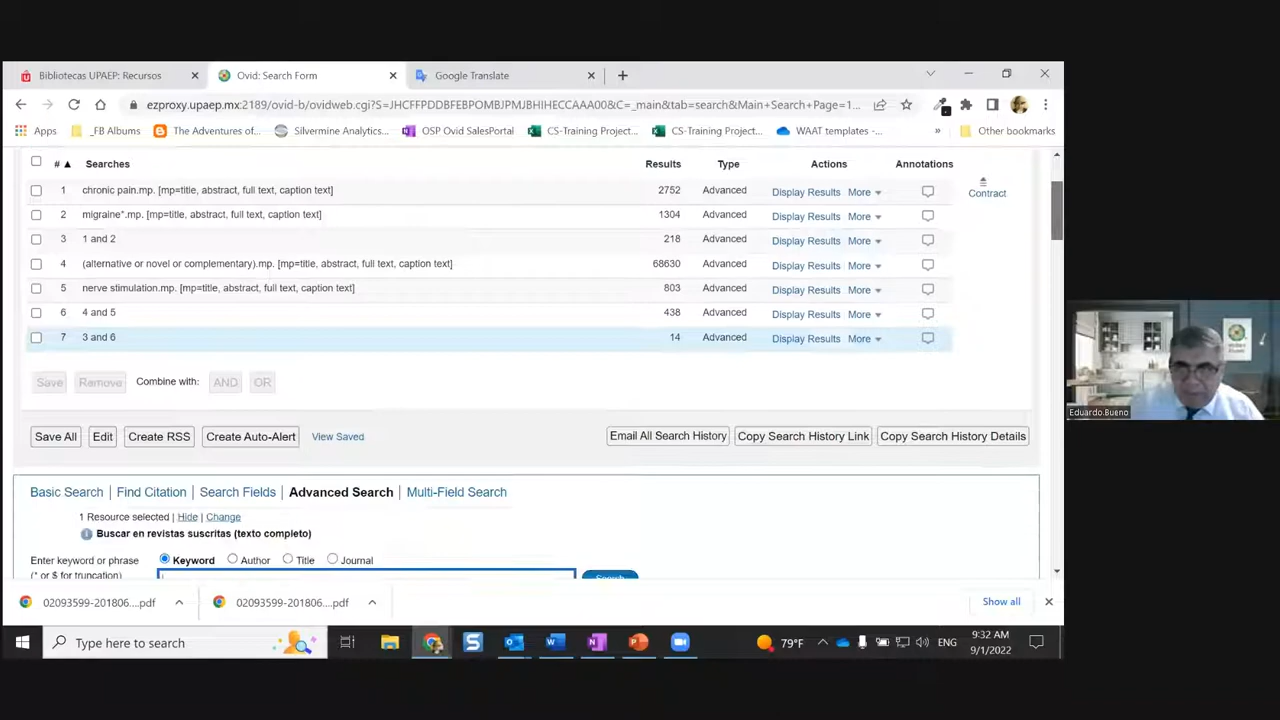 Bibliotecas UPAEP: Recursos
Ovid: Search Form
Google Translate
ezproxy.upaep.mx:2189/ovid-b/ovidweb.cgi?S=JHCFFPDDBFEBPOMBJPMJBHIHECCAAA00&C=_main&tab=search&Main+Search+Page=1...
Apps
_FB Albums
The Adventures of...
Silvermine Analytics...
OSP Ovid SalesPortal
CS-Training Project...
CS-Training Project...
WAAT templates -...
»
Other bookmarks
# ▲ Searches Results Type Actions Annotations
1 chronic pain.mp. [mp=title, abstract, full text, caption text] 2752 Advanced Display Results More
Contract
2 migraine*.mp. [mp=title, abstract, full text, caption text] 1304 Advanced Display Results More
3 1 and 2 218 Advanced Display Results More
4 (alternative or novel or complementary).mp. [mp=title, abstract, full text, caption text] 68630 Advanced Display Results More
5 nerve stimulation.mp. [mp=title, abstract, full text, caption text] 803 Advanced Display Results More
6 4 and 5 438 Advanced Display Results More
7 3 and 6 14 Advanced Display Results More
Save Remove Combine with: AND OR
Save All Edit Create RSS Create Auto-Alert View Saved Email All Search History Copy Search History Link Copy Search History Details
Basic Search | Find Citation | Search Fields | Advanced Search | Multi-Field Search
1 Resource selected | Hide | Change
Buscar en revistas suscritas (texto completo)
Enter keyword or phrase
(* or $ for truncation)
Keyword Author Title Journal
Search
02093599-201806....pdf
02093599-201806....pdf
Show all
Type here to search
79°F
ENG
9:32 AM
9/1/2022
Eduardo.Bueno